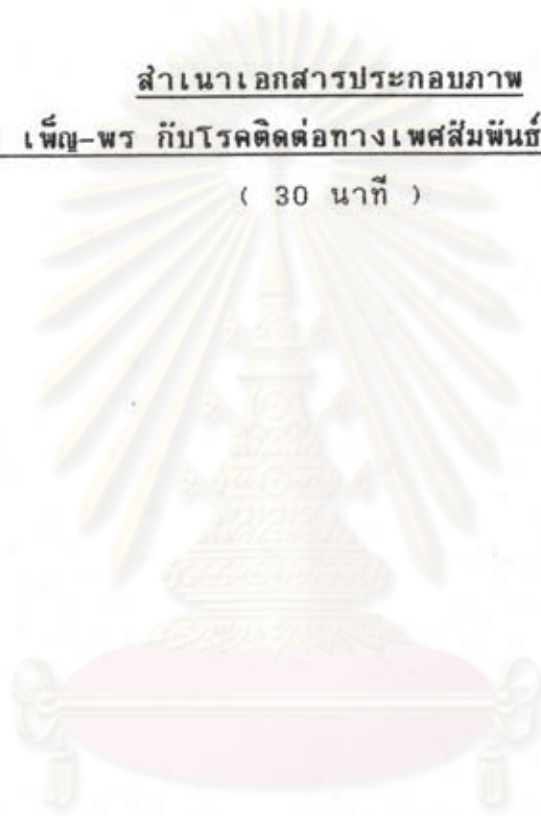 สำเนาเอกสารประกอบภาพ
เพ็ญ-พร กับโรคติดต่อทางเพศสัมพันธ์
( 30 นาที )